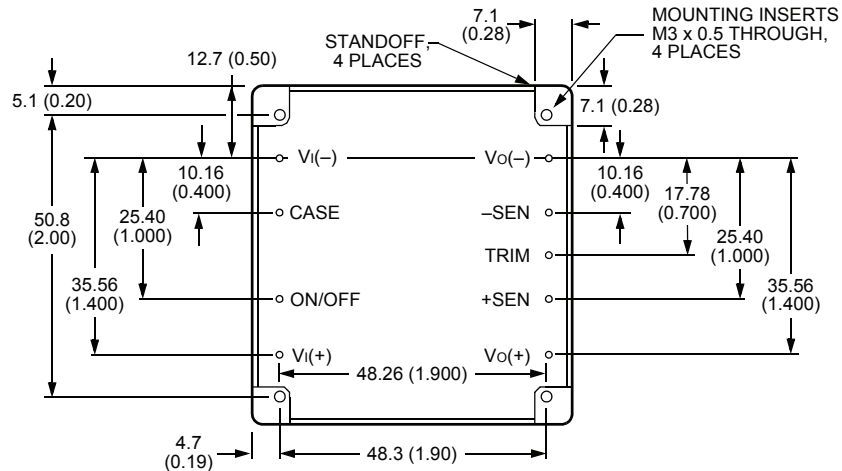 7.1
(0.28)
MOUNTING INSERTS
M3 x 0.5 THROUGH,
4 PLACES
STANDOFF,
4 PLACES
12.7 (0.50)
5.1 (0.20)
7.1 (0.28)
VI(–)
VO(–)
10.16
(0.400)
10.16
(0.400)
17.78
(0.700)
50.8
(2.00)
25.40
(1.000)
CASE
–SEN
25.40
(1.000)
TRIM
35.56
(1.400)
35.56
(1.400)
ON/OFF
+SEN
VI(+)
VO(+)
48.26 (1.900)
4.7
(0.19)
48.3 (1.90)